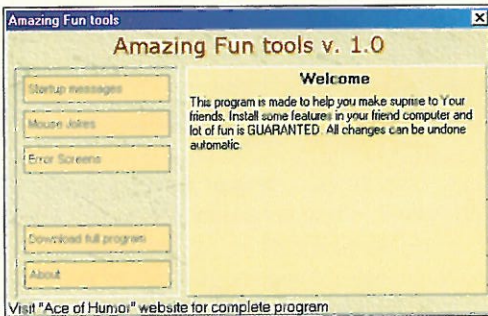 Amazing Fun tools
Amazing Fun tools v. 1.0
Startup messages
Mouse Jokes
Error Screens
Download full program
About
Welcome
This program is made to help you make suprise to Your
friends. Install some features in your friend computer and
lot of fun is GUARANTED. All changes can be undone
automatic.
Visit "Ace of Humor" website for complete program